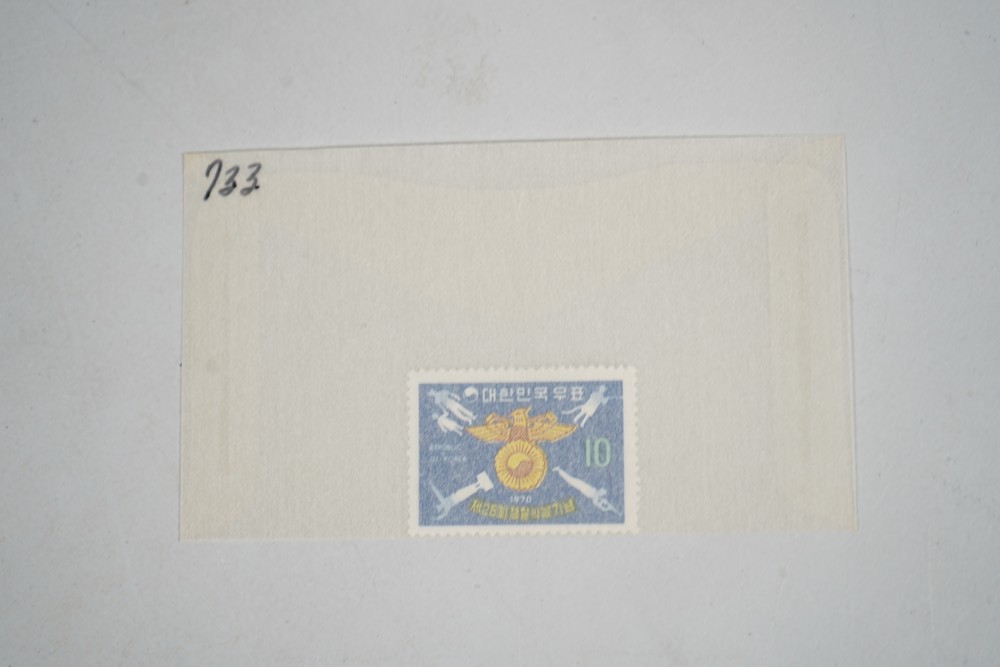 733
대한민국우표
REPUBLIC
OF KOREA
10
1970
제25회경찰의날기념